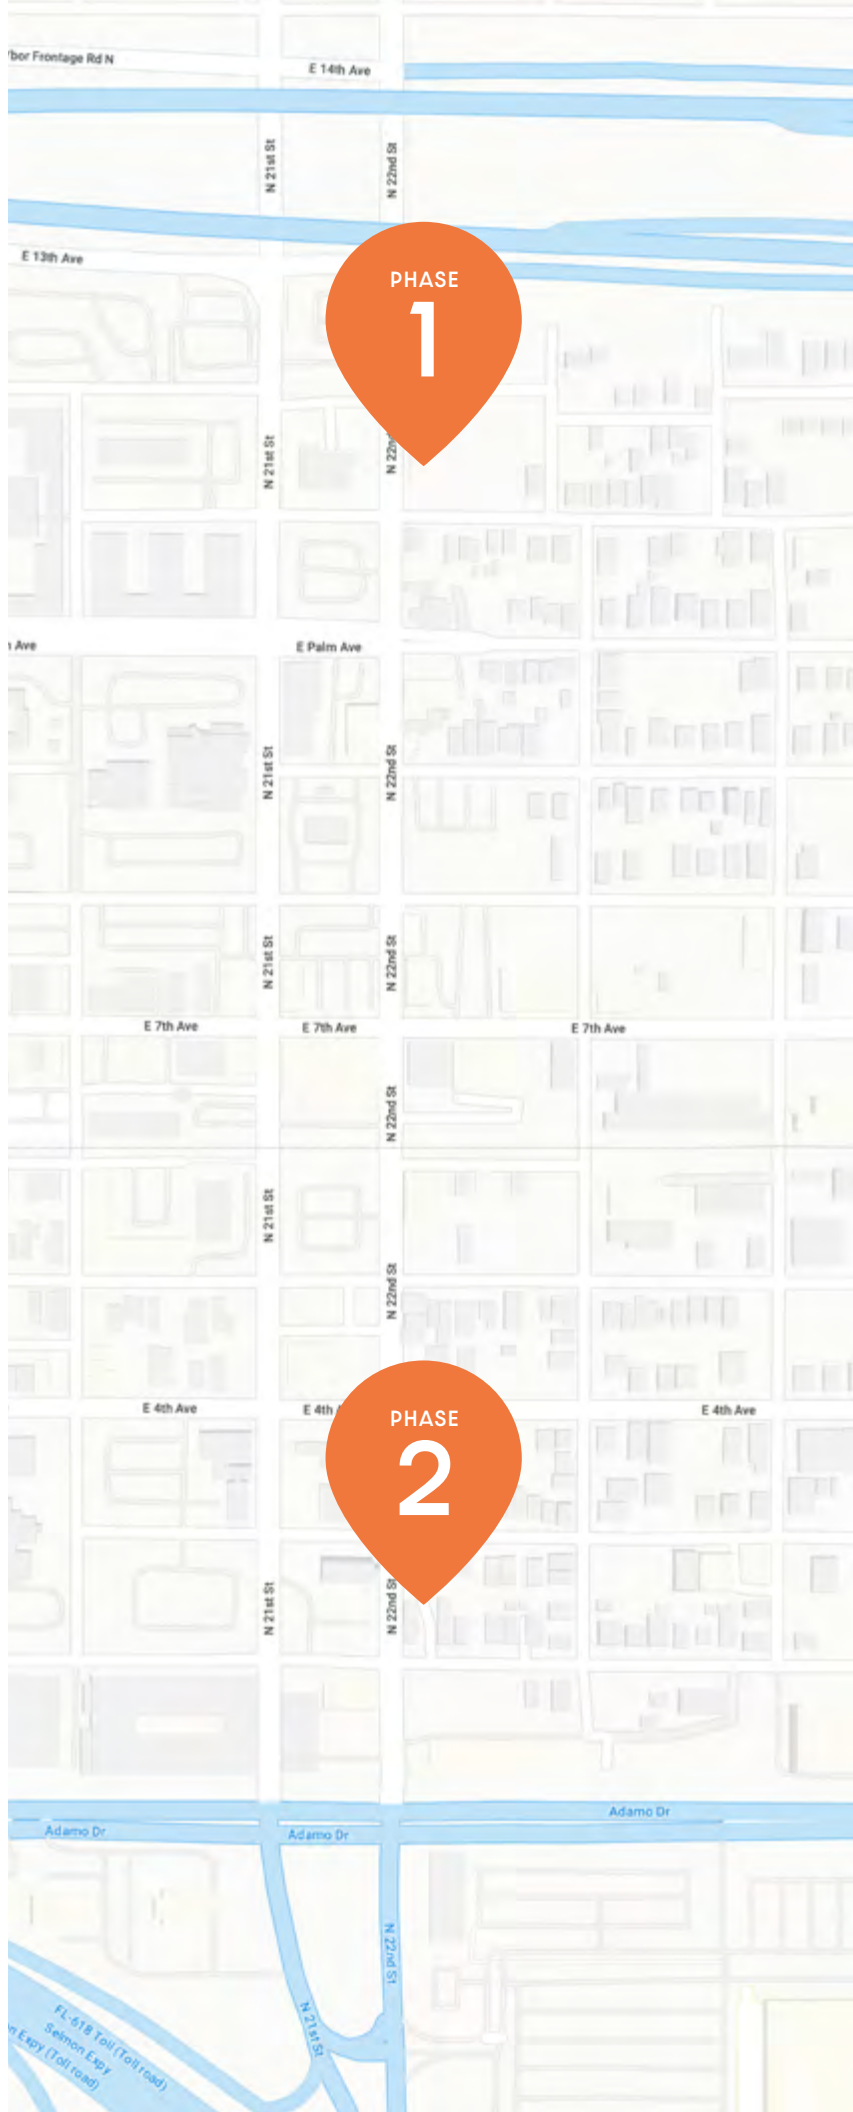 bor Frontage Rd N
E 14th Ave
N 21st St
N 22nd St
E 13th Ave
PHASE
1
N 21st St
N 22nd
Ave
E Palm Ave
N 21st St
N 22nd St
N 21st St
N 22nd St
E 7th Ave
E 7th Ave
E 7th Ave
N 22nd St
N 21st St
N 22nd St
E 4th Ave
E 4th
E 4th Ave
PHASE
2
N 21st St
N 22nd St
Adamo Dr
Adamo Dr
Adamo Dr
N 22nd St
N 21st St
FL-618 Toll (Toll road)
Selmon Expy
n Expy (Toll road)